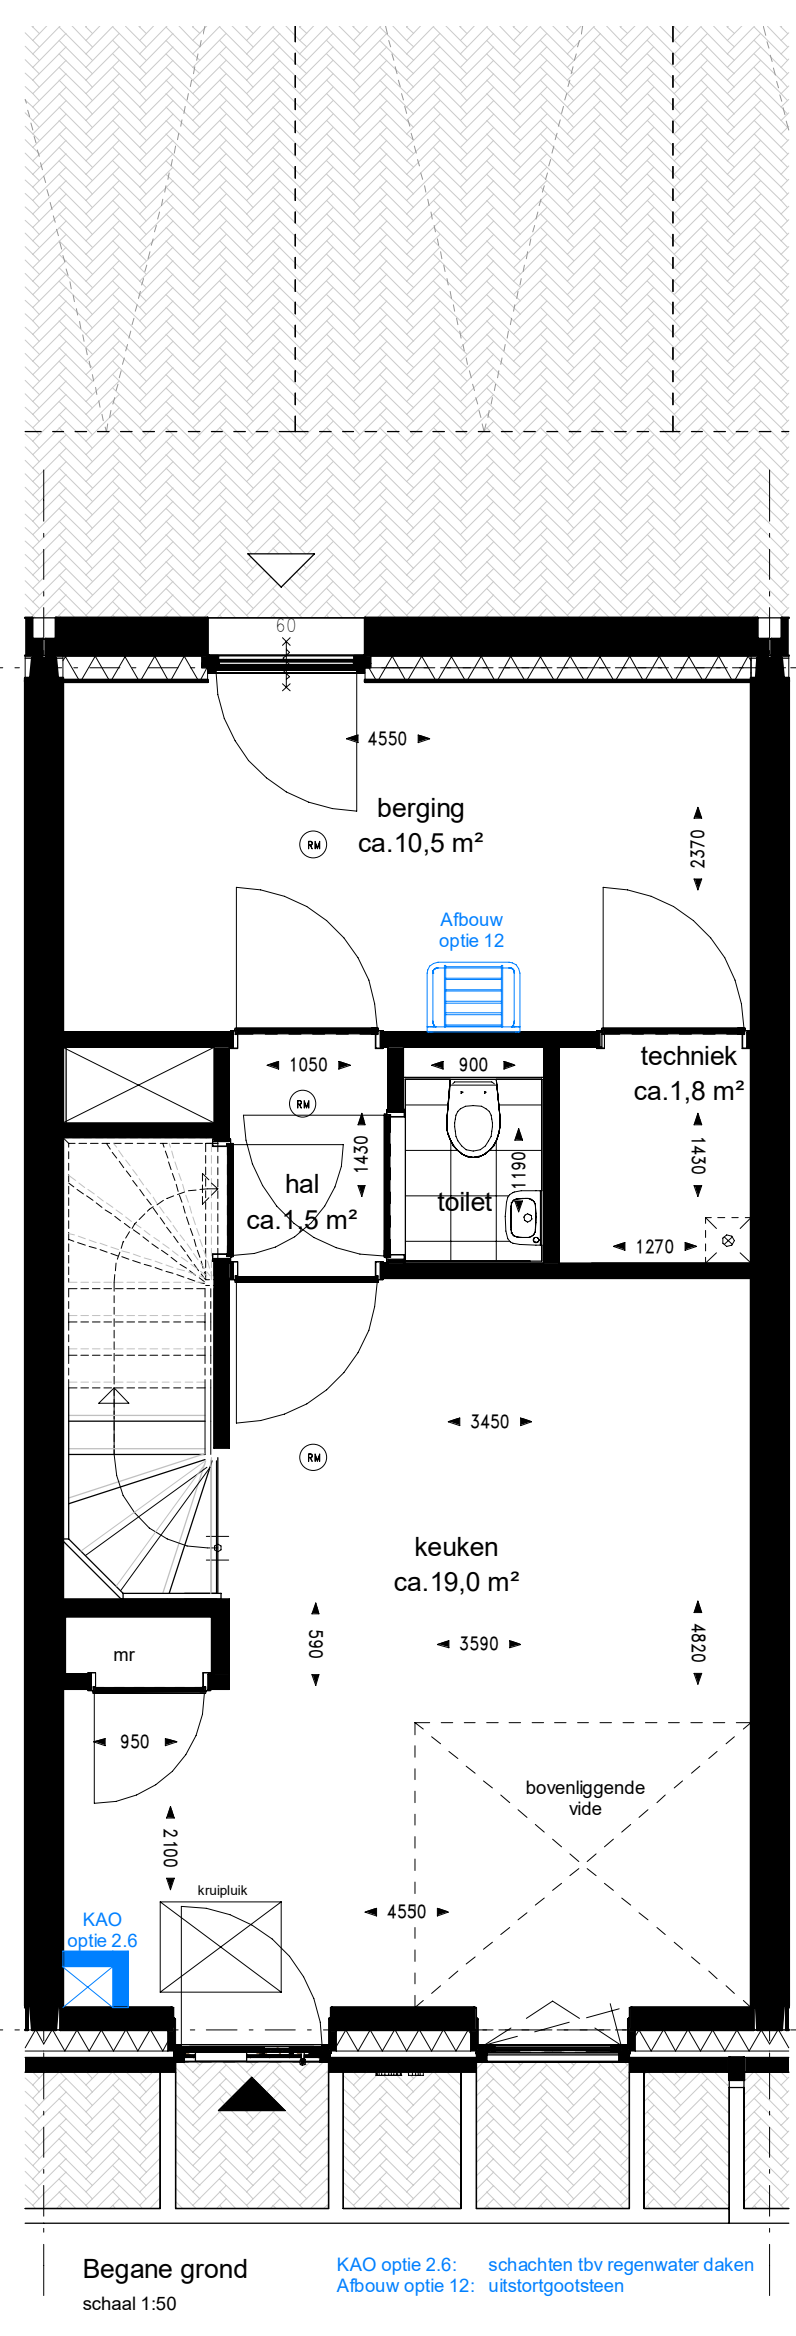 60
4550
berging
RM
ca.10,5 m²
2370
Afbouw
optie 12
1050
900
techniek
ca.1,8 m²
RM
1430
1190
1430
hal
toilet
ca.1,5 m²
1270
3450
RM
keuken
ca.19,0 m²
590
3590
4820
mr
950
bovenliggende
vide
2100
kruipluik
4550
KAO
optie 2.6
Begane grond
schaal 1:50
KAO optie 2.6: schachten tbv regenwater daken
Afbouw optie 12: uitstortgootsteen